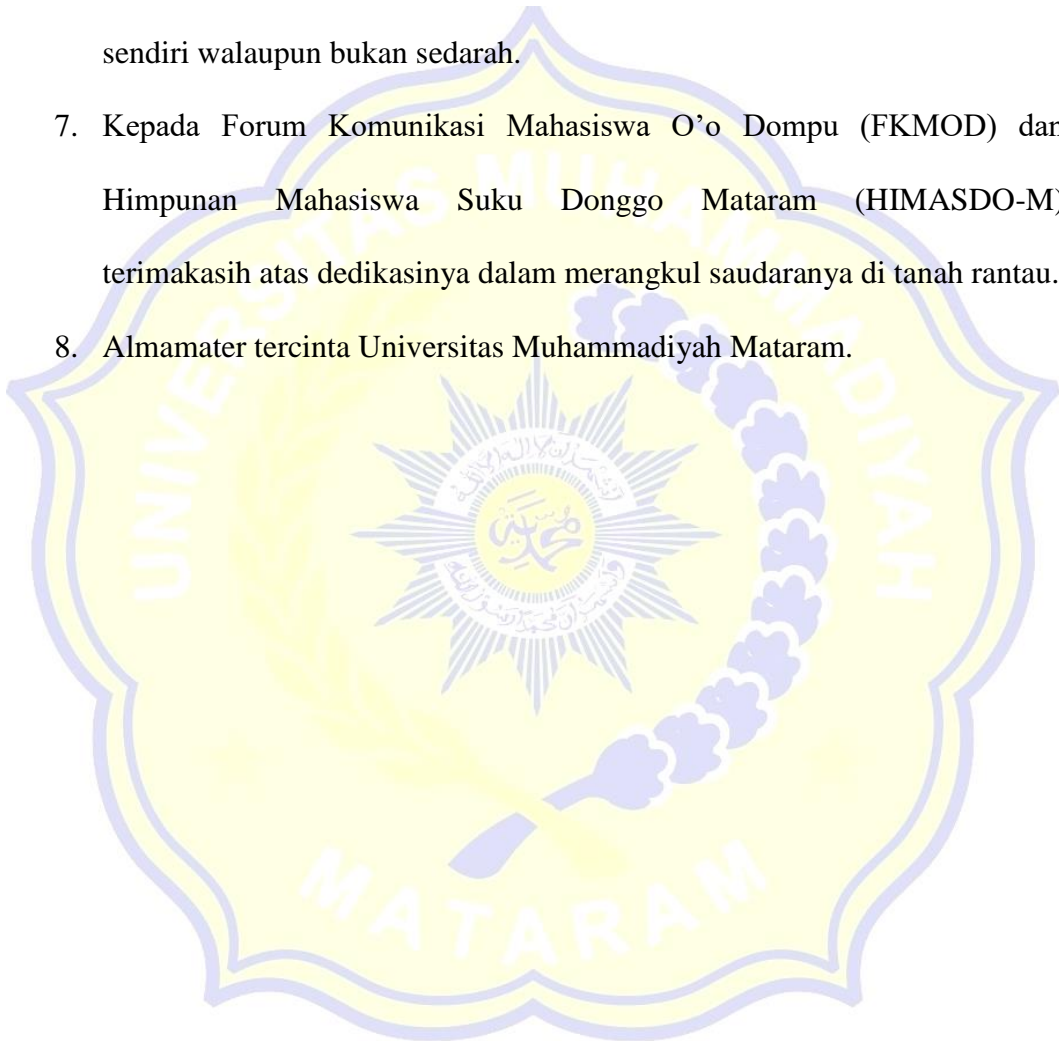 sendiri walaupun bukan sedarah.
7. Kepada Forum Komunikasi Mahasiswa O’o Dompu (FKMOD) dan
Himpunan Mahasiswa Suku Donggo Mataram (HIMASDO-M)
terimakasih atas dedikasinya dalam merangkul saudaranya di tanah rantau.
8. Almamater tercinta Universitas Muhammadiyah Mataram.
UNIVERSITAS MUHAMMADIYAH
MATARAM